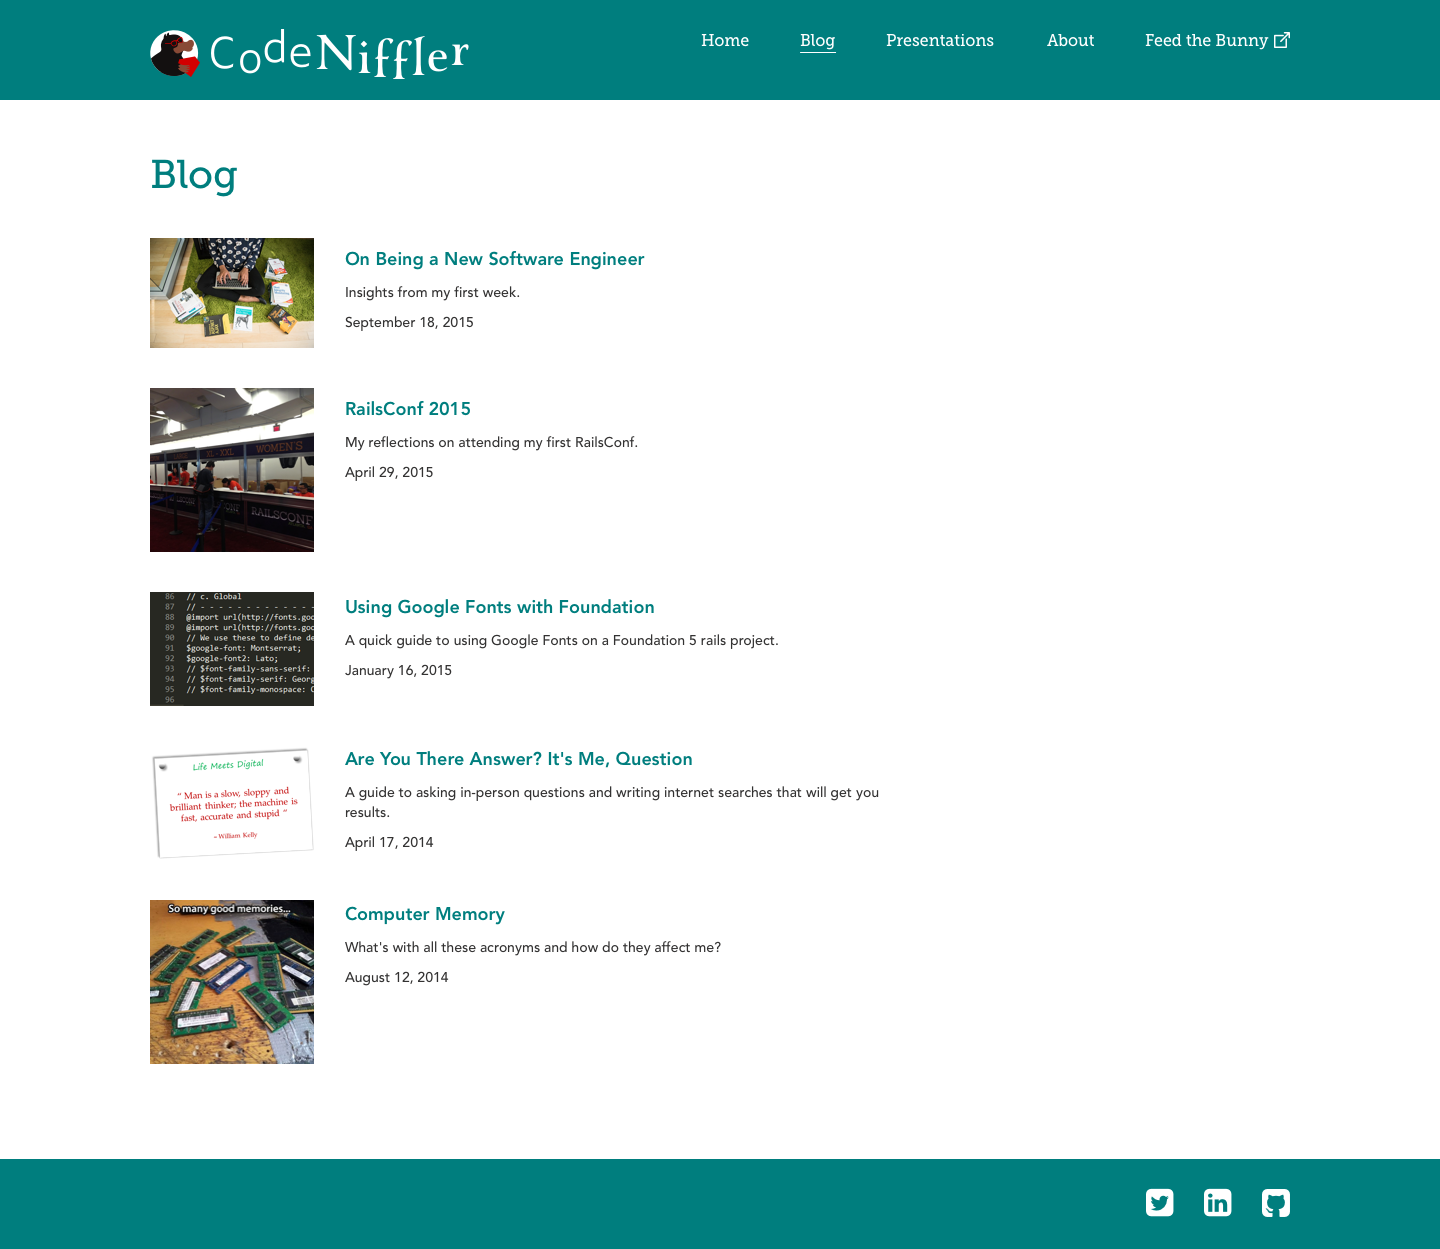 CodeNiffler
Home
Blog
Presentations
About
Feed the Bunny
Blog
On Being a New Software Engineer
Insights from my first week.
September 18, 2015
XL - XXL
WOMEN'S
RAILSCONF
RailsConf 2015
My reflections on attending my first RailsConf.
April 29, 2015
86 // c. Global
87 // - - - - - - - - - - - -
88 @import url(http://fonts.goo
89 @import url(http://fonts.goo
90 // We use these to define de
91 $google-font: Montserrat;
92 $google-font2: Lato;
93 // $font-family-sans-serif:
94 // $font-family-serif: Georg
95 // $font-family-monospace: C
96
Using Google Fonts with Foundation
A quick guide to using Google Fonts on a Foundation 5 rails project.
January 16, 2015
Life Meets Digital
“ Man is a slow, sloppy and
brilliant thinker; the machine is
fast, accurate and stupid ”
~ William Kelly
Are You There Answer? It's Me, Question
A guide to asking in-person questions and writing internet searches that will get you
results.
April 17, 2014
So many good memories...
Computer Memory
What's with all these acronyms and how do they affect me?
August 12, 2014
in